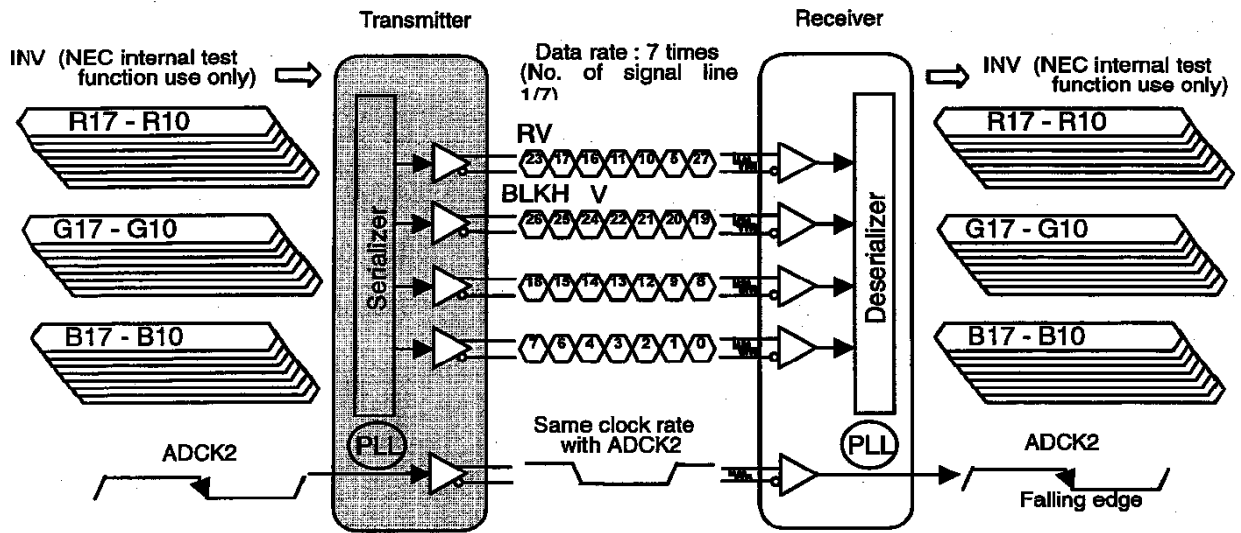 Transmitter
Receiver
INV (NEC internal test
function use only)
Data rate : 7 times
(No. of signal line
1/7)
INV (NEC internal test
function use only)
R17 - R10
G17 - G10
B17 - B10
ADCK2
Serializer
PLL
RV
23 17 16 11 10 5 27
BLKH V
26 25 24 22 21 20 19
18 15 14 13 12 9 8
7 6 4 3 2 1 0
Same clock rate
with ADCK2
Deserializer
PLL
R17 - R10
G17 - G10
B17 - B10
ADCK2
Falling edge